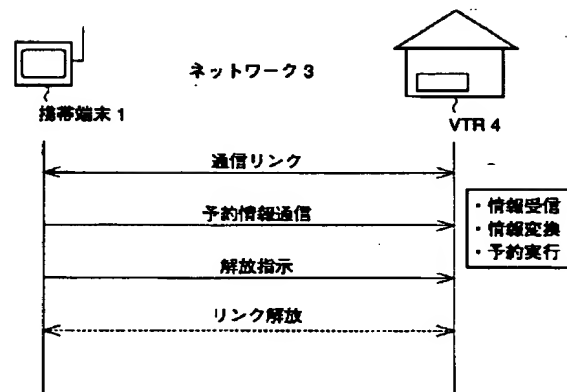 ネットワーク3
携帯端末1
VTR 4
通信リンク
予約情報通信
・情報受信
・情報変換
・予約実行
解放指示
リンク解放